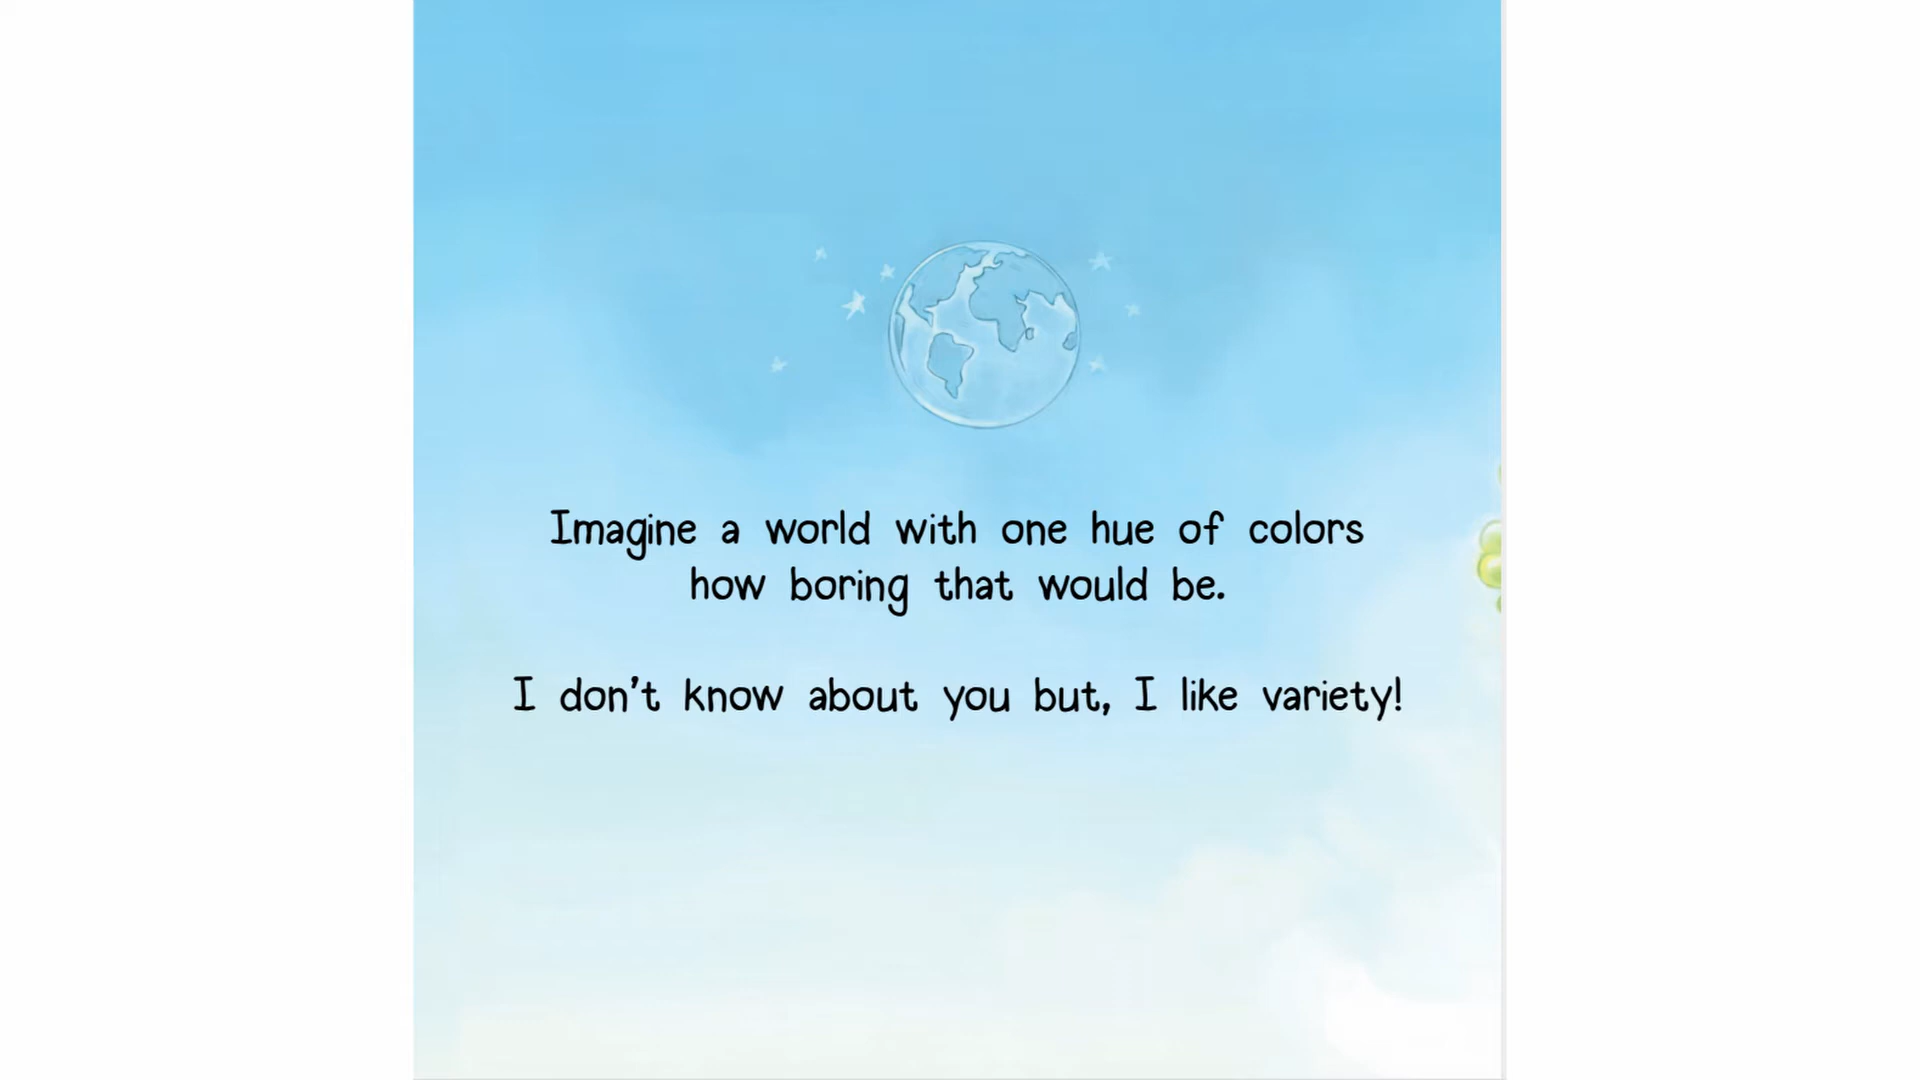 Imagine a world with one hue of colors
how boring that would be.
I don't know about you but, I like variety!